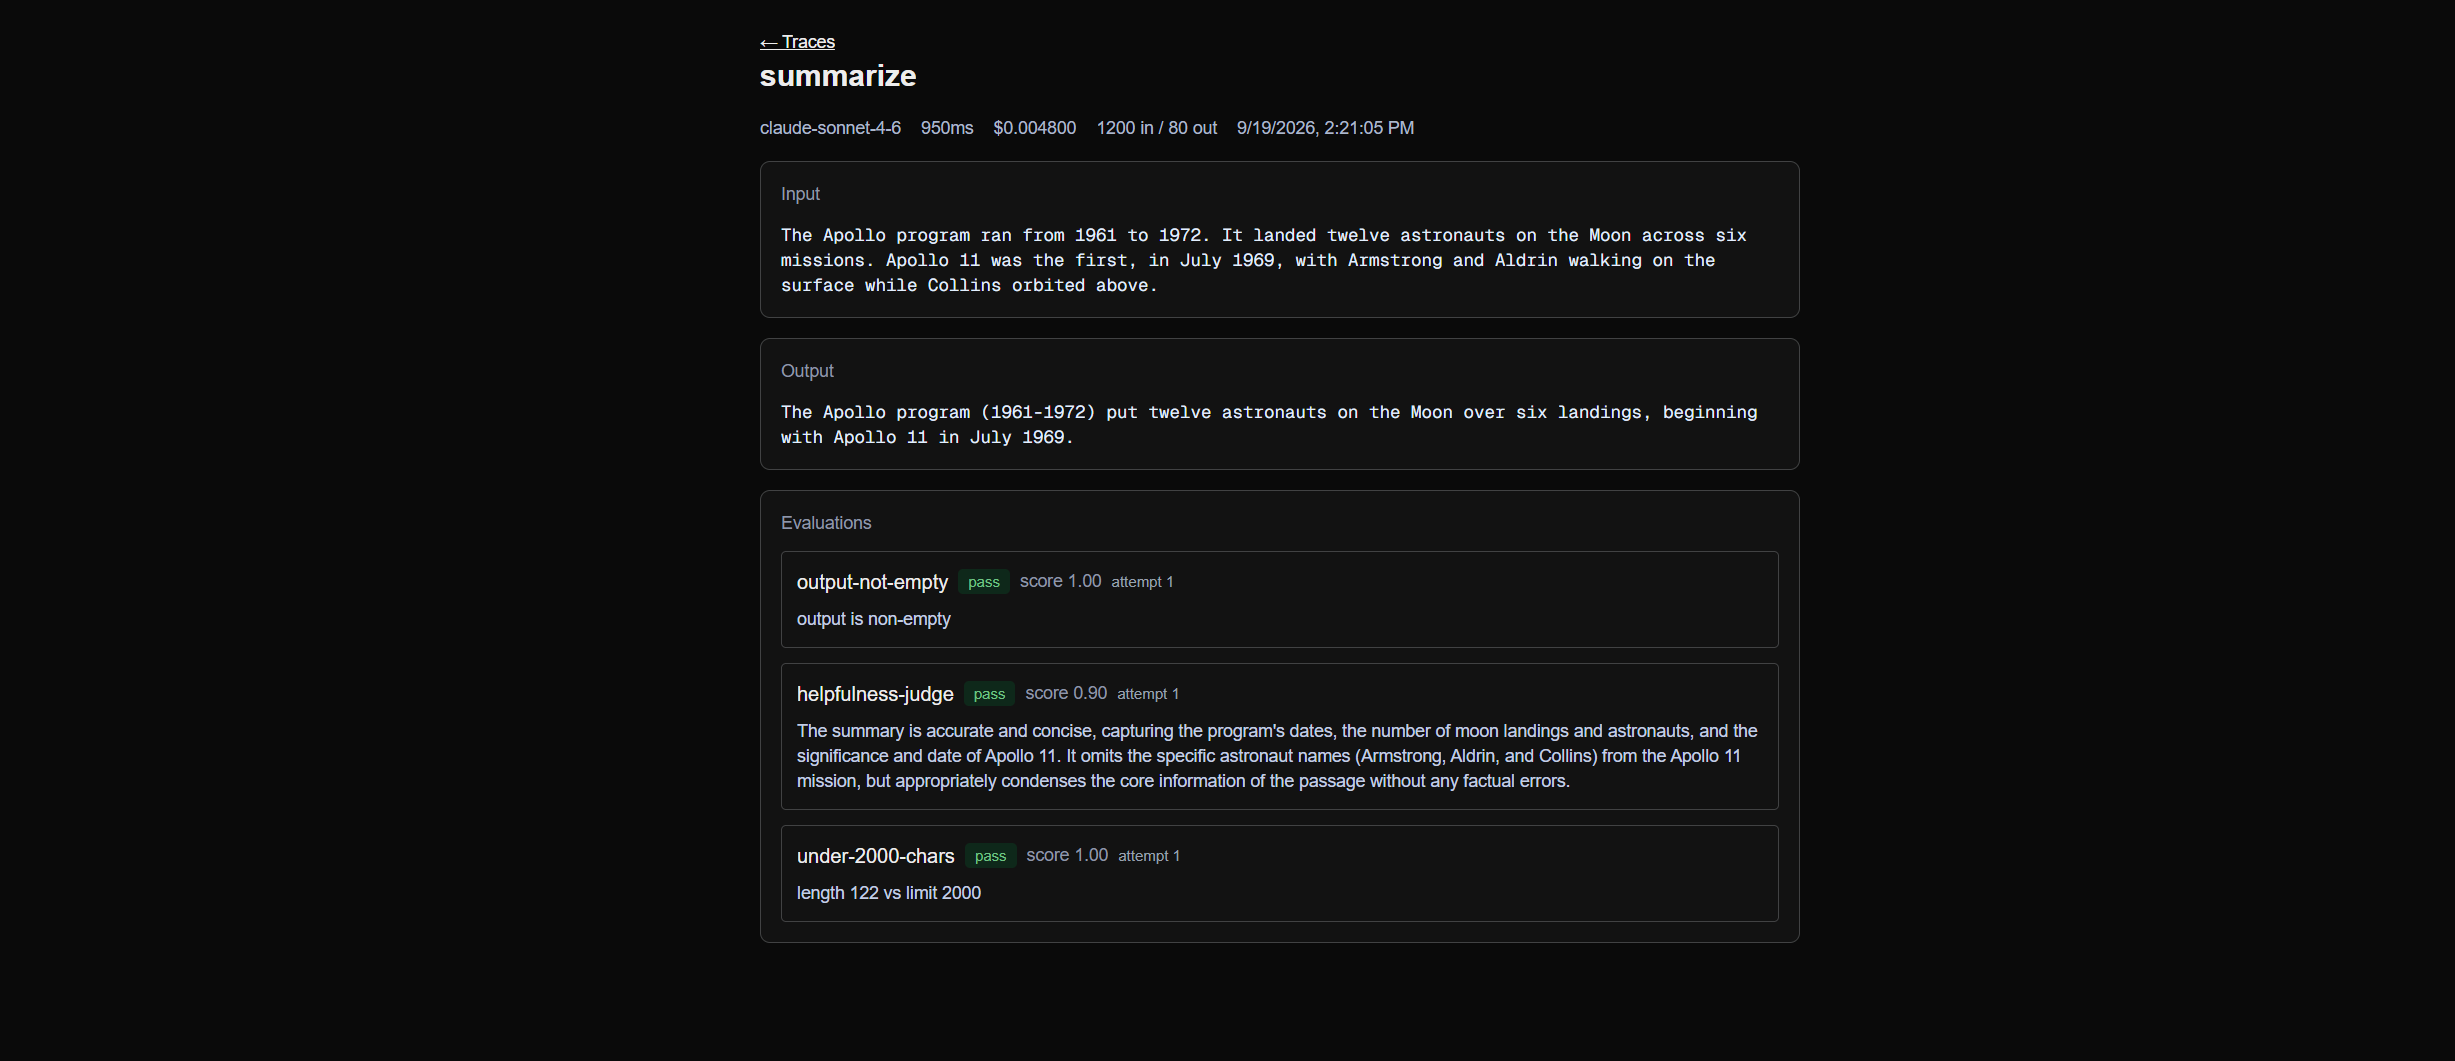 ← Traces
summarize
claude-sonnet-4-6 950ms $0.004800 1200 in / 80 out 9/19/2026, 2:21:05 PM
Input
The Apollo program ran from 1961 to 1972. It landed twelve astronauts on the Moon across six
missions. Apollo 11 was the first, in July 1969, with Armstrong and Aldrin walking on the
surface while Collins orbited above.
Output
The Apollo program (1961-1972) put twelve astronauts on the Moon over six landings, beginning
with Apollo 11 in July 1969.
Evaluations
output-not-empty pass score 1.00 attempt 1
output is non-empty
helpfulness-judge pass score 0.90 attempt 1
The summary is accurate and concise, capturing the program's dates, the number of moon landings and astronauts, and the
significance and date of Apollo 11. It omits the specific astronaut names (Armstrong, Aldrin, and Collins) from the Apollo 11
mission, but appropriately condenses the core information of the passage without any factual errors.
under-2000-chars pass score 1.00 attempt 1
length 122 vs limit 2000